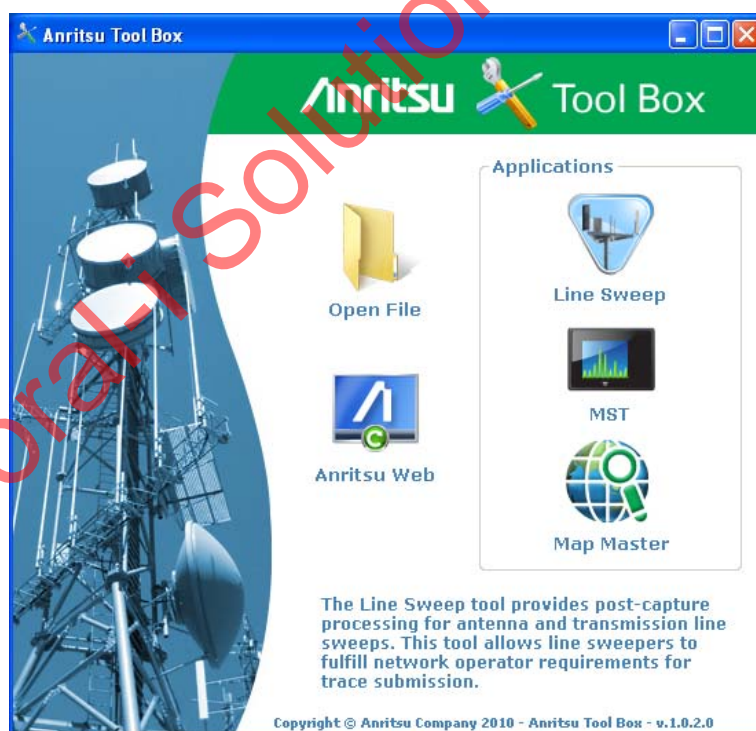 Anritsu Tool Box
Anritsu Tool Box
Applications
Open File
Line Sweep
MST
Anritsu Web
Map Master
The Line Sweep tool provides post-capture
processing for antenna and transmission line
sweeps. This tool allows line sweepers to
fulfill network operator requirements for
trace submission.
Copyright © Anritsu Company 2010 - Anritsu Tool Box - v.1.0.2.0
oral-i Solution